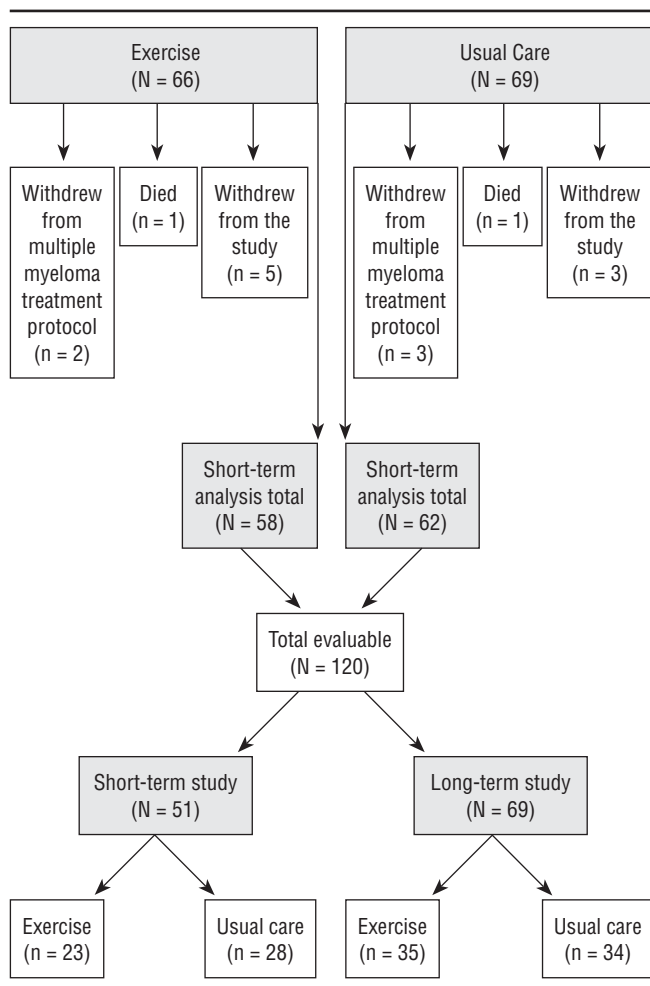 Exercise
(N = 66)
Usual Care
(N = 69)
Withdrew
from
multiple
myeloma
treatment
protocol
(n = 2)
Died
(n = 1)
Withdrew
from the
study
(n = 5)
Withdrew
from
multiple
myeloma
treatment
protocol
(n = 3)
Died
(n = 1)
Withdrew
from the
study
(n = 3)
Short-term
analysis total
(N = 58)
Short-term
analysis total
(N = 62)
Total evaluable
(N = 120)
Short-term study
(N = 51)
Long-term study
(N = 69)
Exercise
(n = 23)
Usual care
(n = 28)
Exercise
(n = 35)
Usual care
(n = 34)